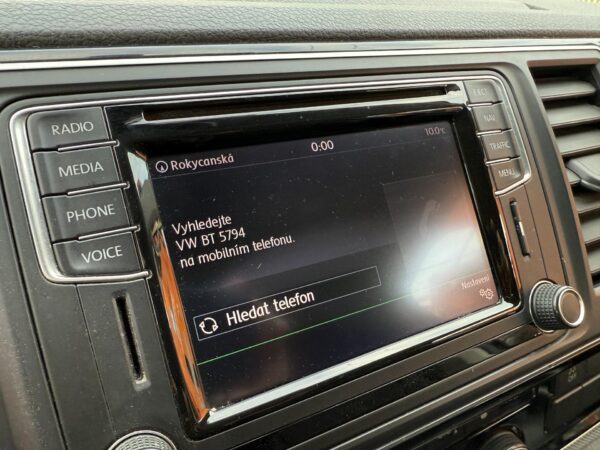 RADIO
MEDIA
PHONE
VOICE
Rokycanská
0:00
10.0°C
Vyhledejte
VW BT 5794
na mobilním telefonu.
Hledat telefon
Nastavení
EJECT
NAV
TRAFFIC
MENU